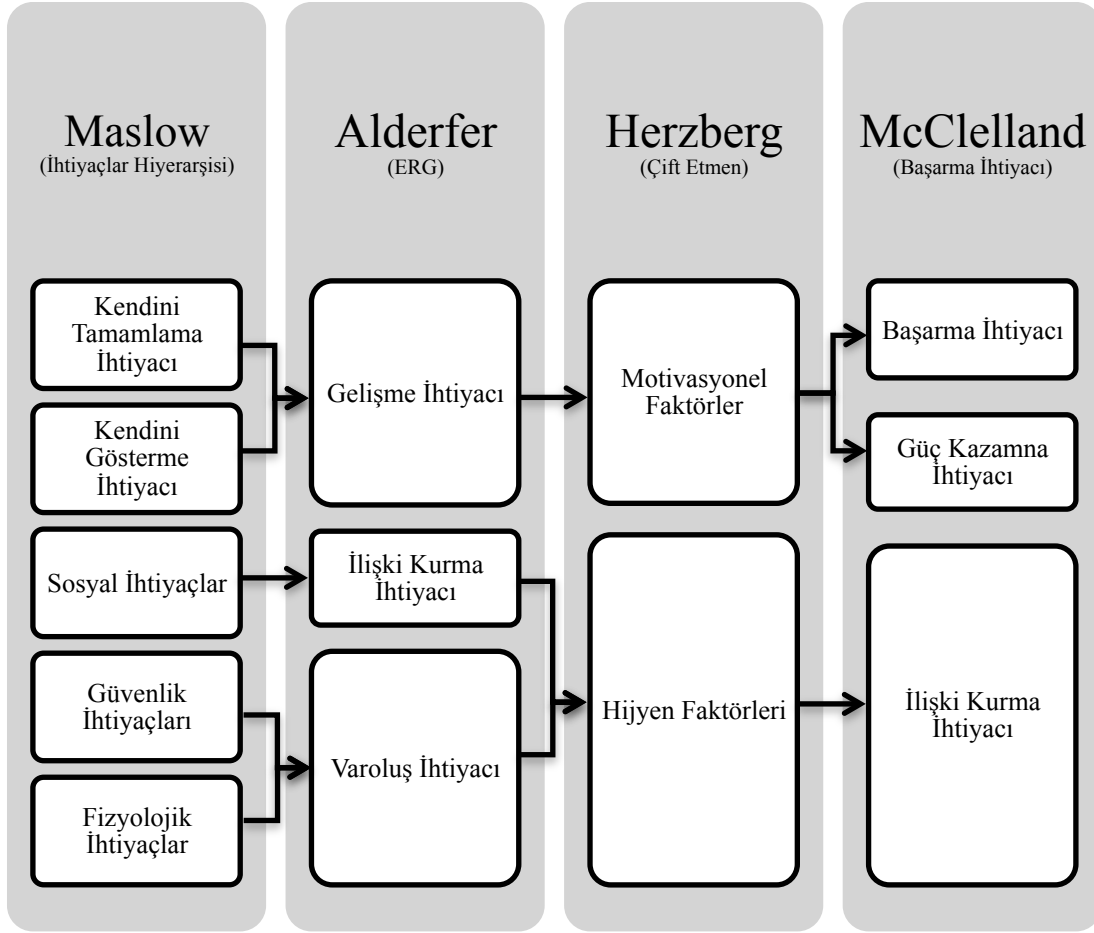 Maslow
(İhtiyaçlar Hiyerarşisi)
Kendini
Tamamlama
İhtiyacı
Kendini
Gösterme
İhtiyacı
Sosyal İhtiyaçlar
Güvenlik
İhtiyaçları
Fizyolojik
İhtiyaçlar
Alderfer
(ERG)
Gelişme İhtiyacı
İlişki Kurma
İhtiyacı
Varoluş İhtiyacı
Herzberg
(Çift Etmen)
Motivasyonel
Faktörler
Hijyen Faktörleri
McClelland
(Başarma İhtiyacı)
Başarma İhtiyacı
Güç Kazamna
İhtiyacı
İlişki Kurma
İhtiyacı